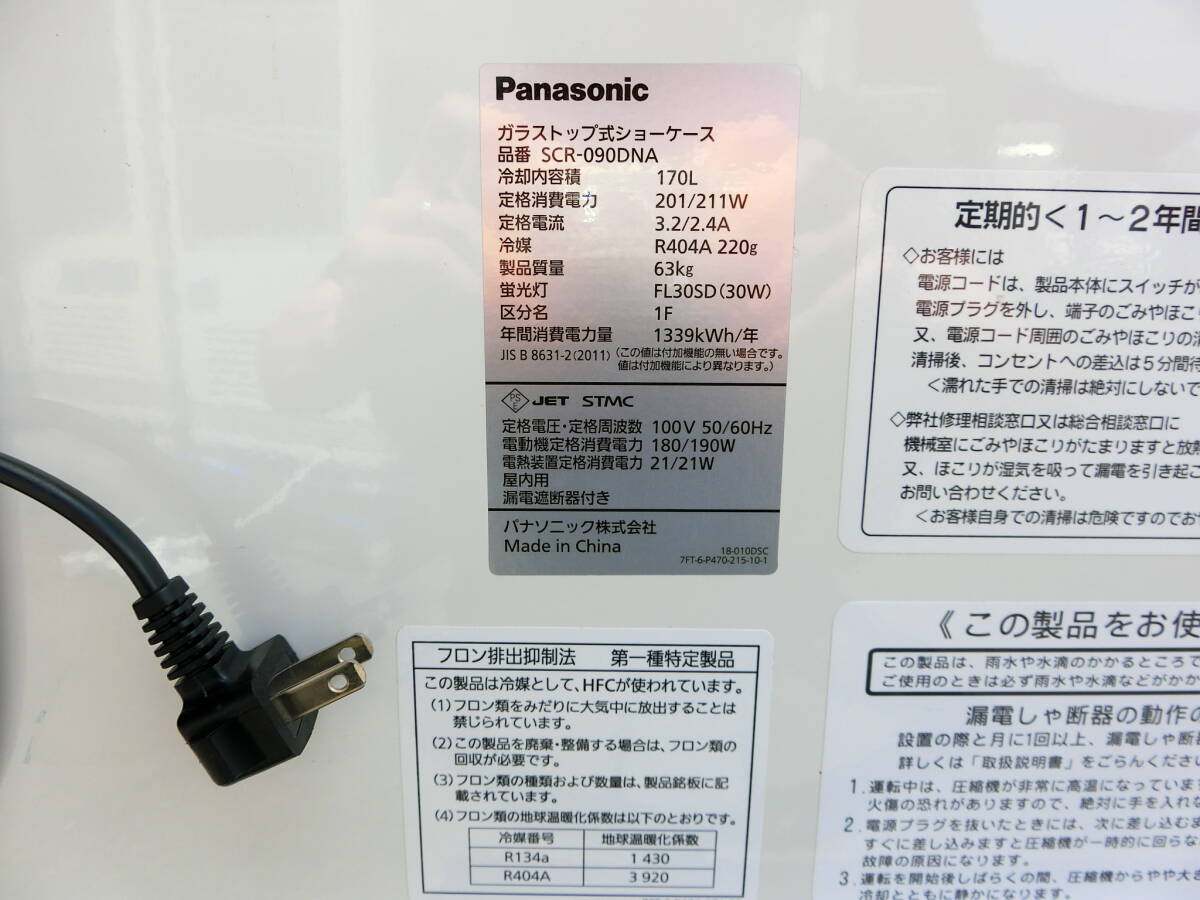 Panasonic
ガラストップ式ショーケース
品番 SCR-090DNA
冷却内容積 170L
定格消費電力 201/211W
定格電流 3.2/2.4A
冷媒 R404A 220g
製品質量 63kg
蛍光灯 FL30SD(30W)
区分名 1F
年間消費電力量 1339kWh/年
JIS B 8631-2(2011) (この値は付加機能の無い場合です。
値は付加機能により異なります。)
PS
E JET STMC
定格電圧・定格周波数 100V 50/60Hz
電動機定格消費電力 180/190W
電熱装置定格消費電力 21/21W
屋内用
漏電遮断器付き
パナソニック株式会社
Made in China
18-010DSC
7FT-6-P470-215-10-1
フロン排出抑制法 第一種特定製品
この製品は冷媒として、HFCが使われています。
(1)フロン類をみだりに大気中に放出することは
禁じられています。
(2)この製品を廃棄・整備する場合は、フロン類の
回収が必要です。
(3)フロン類の種類および数量は、製品銘板に記
載されています。
(4)フロン類の地球温暖化係数は以下のとおりです。
冷媒番号 地球温暖化係数
R134a 1 430
R404A 3 920
定期的<1〜2年間
◇お客様には
電源コードは、製品本体にスイッチが
電源プラグを外し、端子のごみやほこ
又、電源コード周囲のごみやほこりの
清掃後、コンセントへの差込は5分間待
<濡れた手での清掃は絶対にしないで
◇弊社修理相談窓口又は総合相談窓口に
機械室にごみやほこりがたまりますと放熱
又、ほこりが湿気を吸って漏電を引き起こ
お問い合わせください。
<お客様自身での清掃は危険ですのでお
《この製品をお使
この製品は、雨水や水滴のかかるところで
ご使用のときは必ず雨水や水滴などがかか
漏電しゃ断器の動作の
設置の際と月に1回以上、漏電しゃ断
詳しくは「取扱説明書」をごらんください
1.運転中は、圧縮機が非常に高温になっていま
火傷の恐れがありますので、絶対に手を入れな
2.電源プラグを抜いたときには、次に差し込むま
すぐに差し込みますと圧縮機が一時的に回らな
故障の原因になります。
3.運転を開始後しばらくの間、圧縮機からやや大き
冷却とともに静かになります。